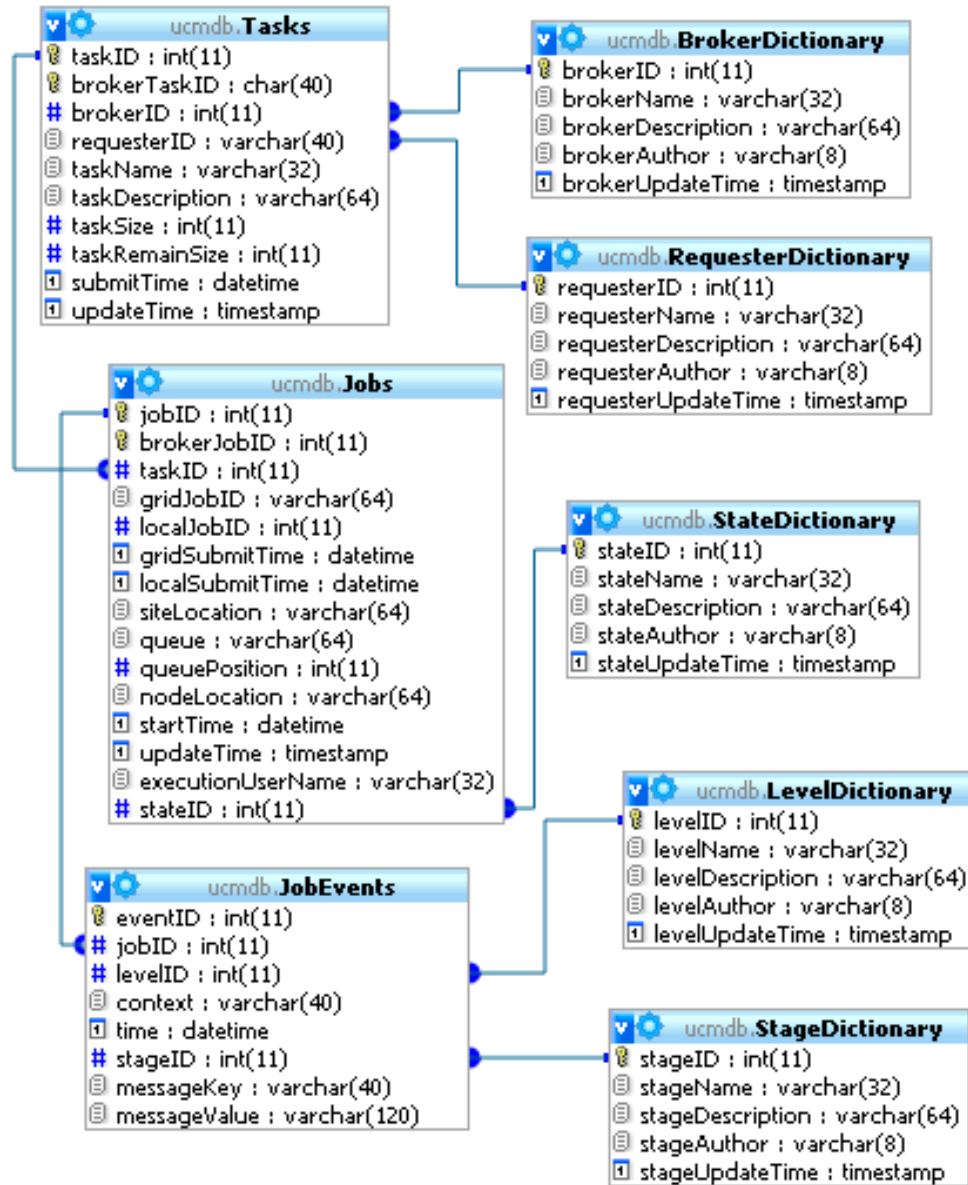 ucmdb.Tasks
taskID : int(11)
brokerTaskID : char(40)
brokerID : int(11)
requesterID : varchar(40)
taskName : varchar(32)
taskDescription : varchar(64)
taskSize : int(11)
taskRemainSize : int(11)
submitTime : datetime
updateTime : timestamp
ucmdb.BrokerDictionary
brokerID : int(11)
brokerName : varchar(32)
brokerDescription : varchar(64)
brokerAuthor : varchar(8)
brokerUpdateTime : timestamp
ucmdb.RequesterDictionary
requesterID : int(11)
requesterName : varchar(32)
requesterDescription : varchar(64)
requesterAuthor : varchar(8)
requesterUpdateTime : timestamp
ucmdb.Jobs
jobID : int(11)
brokerJobID : int(11)
taskID : int(11)
gridJobID : varchar(64)
localJobID : int(11)
gridSubmitTime : datetime
localSubmitTime : datetime
siteLocation : varchar(64)
queue : varchar(64)
queuePosition : int(11)
nodeLocation : varchar(64)
startTime : datetime
updateTime : timestamp
executionUserName : varchar(32)
stateID : int(11)
ucmdb.StateDictionary
stateID : int(11)
stateName : varchar(32)
stateDescription : varchar(64)
stateAuthor : varchar(8)
stateUpdateTime : timestamp
ucmdb.LevelDictionary
levelID : int(11)
levelName : varchar(32)
levelDescription : varchar(64)
levelAuthor : varchar(8)
levelUpdateTime : timestamp
ucmdb.JobEvents
eventID : int(11)
jobID : int(11)
levelID : int(11)
context : varchar(40)
time : datetime
stageID : int(11)
messageKey : varchar(40)
messageValue : varchar(120)
ucmdb.StageDictionary
stageID : int(11)
stageName : varchar(32)
stageDescription : varchar(64)
stageAuthor : varchar(8)
stageUpdateTime : timestamp